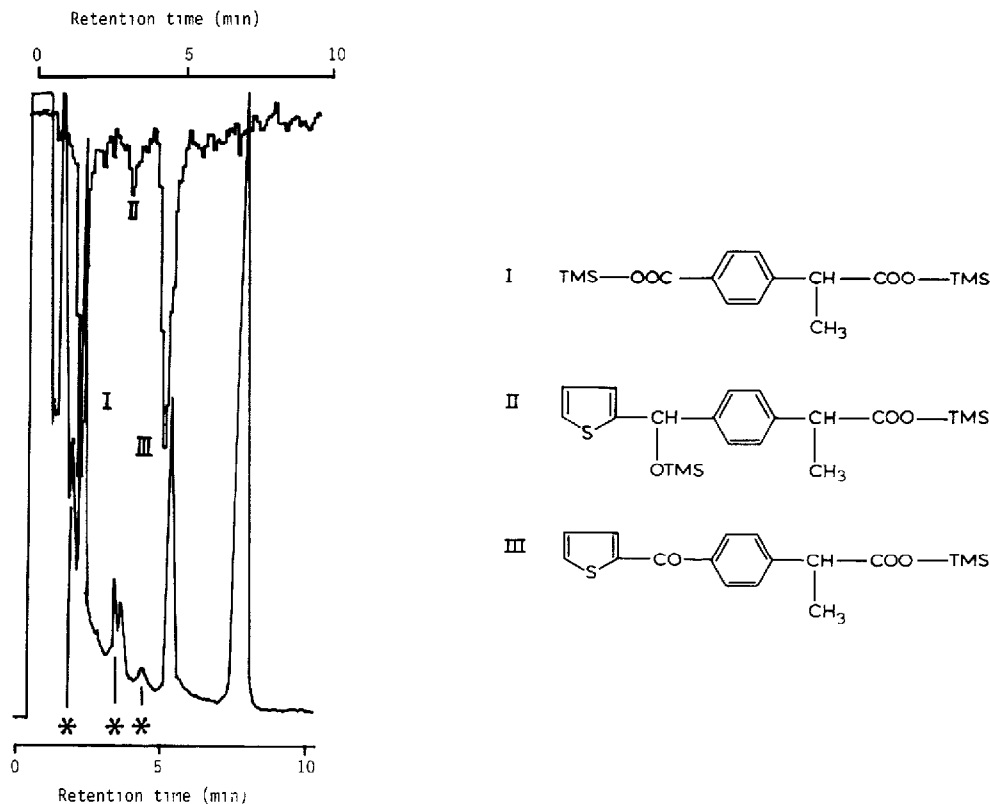 Retention time (min)
0 5 10
II
I
III
* * *
0 5 10
Retention time (min)
I TMS—OOC CH—COO—TMS
CH3
II S CH CH—COO—TMS
OTMS CH3
III S CO CH—COO—TMS
CH3